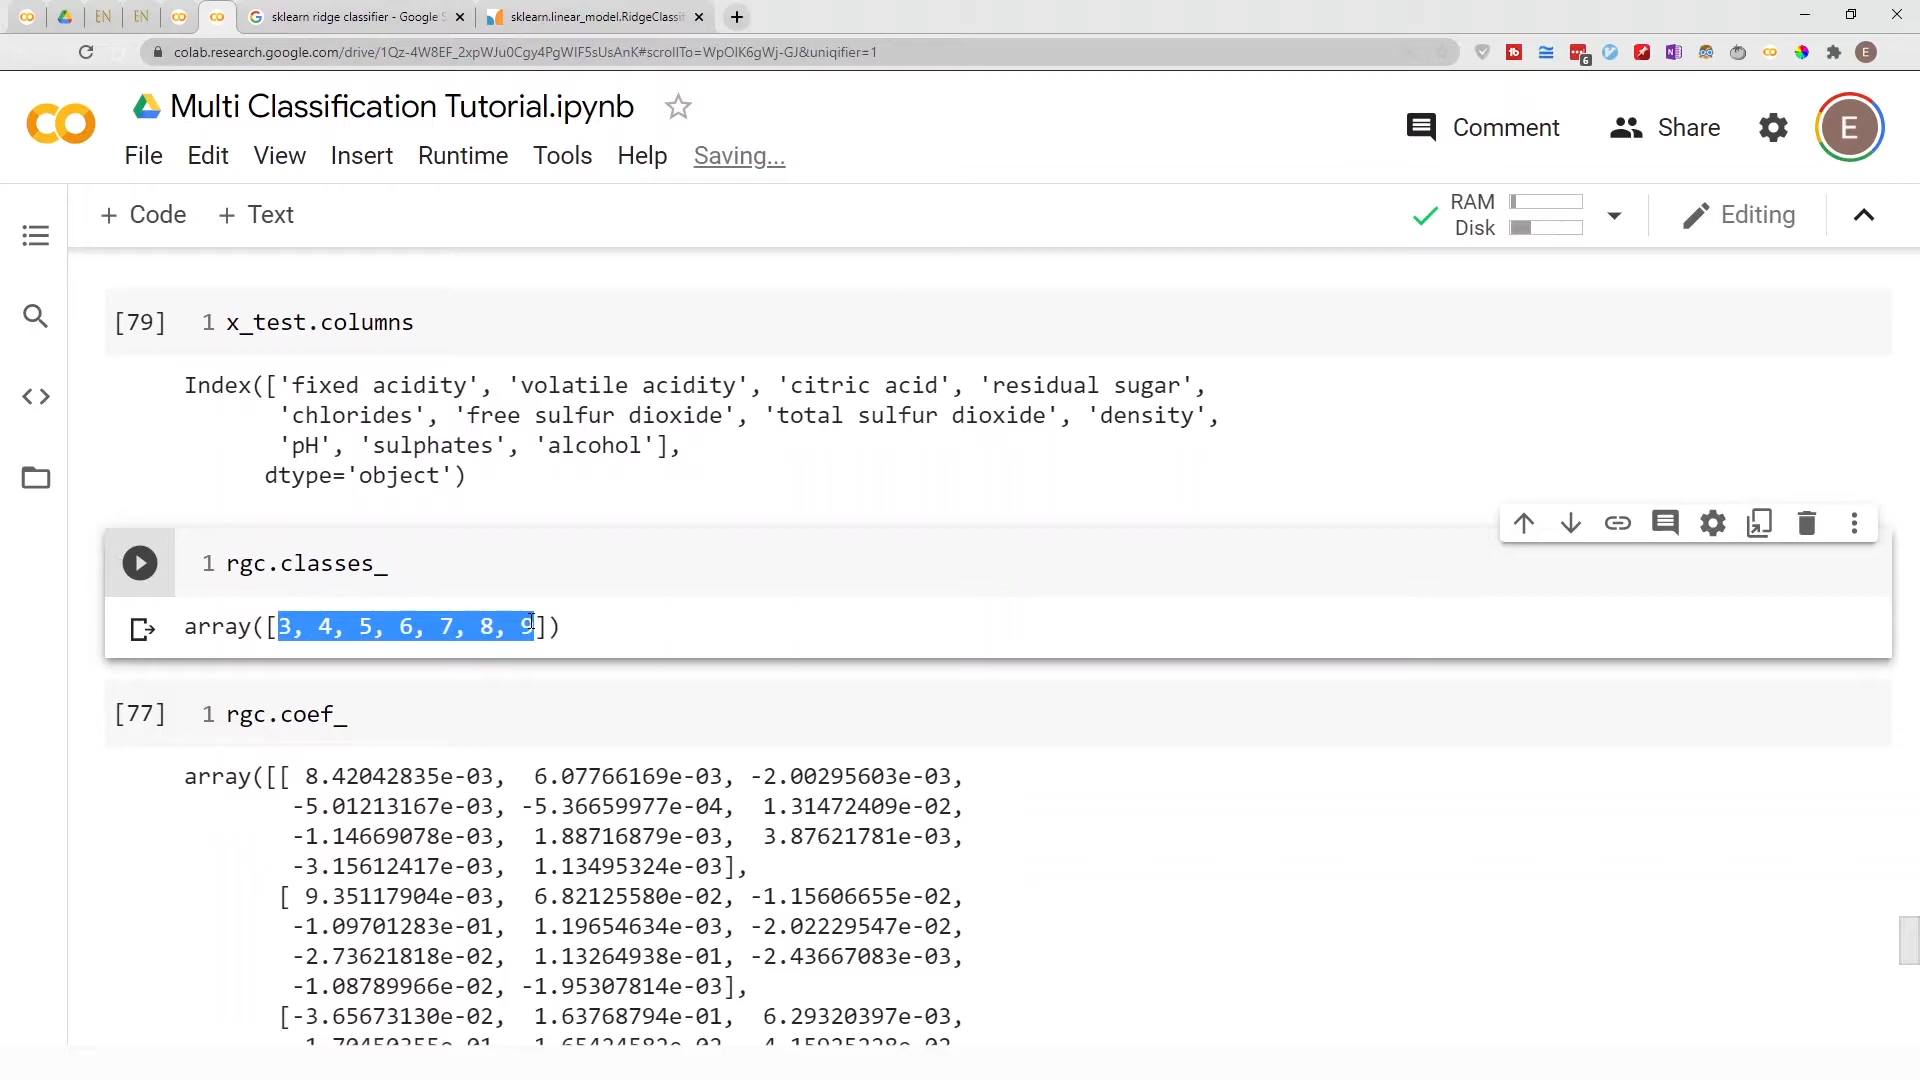 EN
EN
sklearn ridge classifier - Google S
sklearn.linear_model.RidgeClassif
colab.research.google.com/drive/1Qz-4W8EF_2xpWJu0Cgy4PgWIF5sUsAnK#scrollTo=WpOlK6gWj-GJ&uniqifier=1
6
E
CO
Multi Classification Tutorial.ipynb
Comment
Share
E
File Edit View Insert Runtime Tools Help Saving...
+ Code + Text
RAM
Disk
Editing
[79] 1 x_test.columns
Index(['fixed acidity', 'volatile acidity', 'citric acid', 'residual sugar',
'chlorides', 'free sulfur dioxide', 'total sulfur dioxide', 'density',
'pH', 'sulphates', 'alcohol'],
dtype='object')
1 rgc.classes_
array([3, 4, 5, 6, 7, 8, 9])
[77] 1 rgc.coef_
array([[ 8.42042835e-03, 6.07766169e-03, -2.00295603e-03,
-5.01213167e-03, -5.36659977e-04, 1.31472409e-02,
-1.14669078e-03, 1.88716879e-03, 3.87621781e-03,
-3.15612417e-03, 1.13495324e-03],
[ 9.35117904e-03, 6.82125580e-02, -1.15606655e-02,
-1.09701283e-01, 1.19654634e-03, -2.02229547e-02,
-2.73621818e-02, 1.13264938e-01, -2.43667083e-03,
-1.08789966e-02, -1.95307814e-03],
[-3.65673130e-02, 1.63768794e-01, 6.29320397e-03,